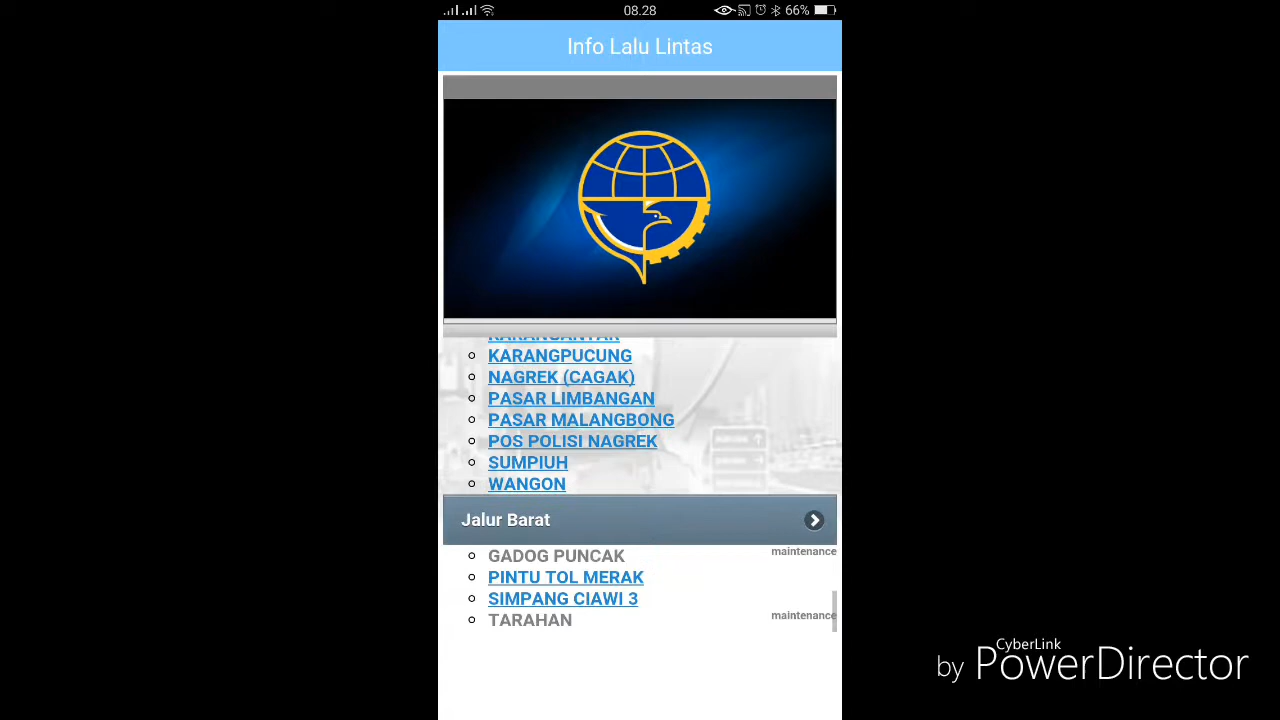 08.28
66%
Info Lalu Lintas
KARANGPUCUNG
NAGREK (CAGAK)
PASAR LIMBANGAN
PASAR MALANGBONG
POS POLISI NAGREK
SUMPIUH
WANGON
Jalur Barat
GADOG PUNCAK
maintenance
PINTU TOL MERAK
SIMPANG CIAWI 3
TARAHAN
maintenance
CyberLink
by PowerDirector